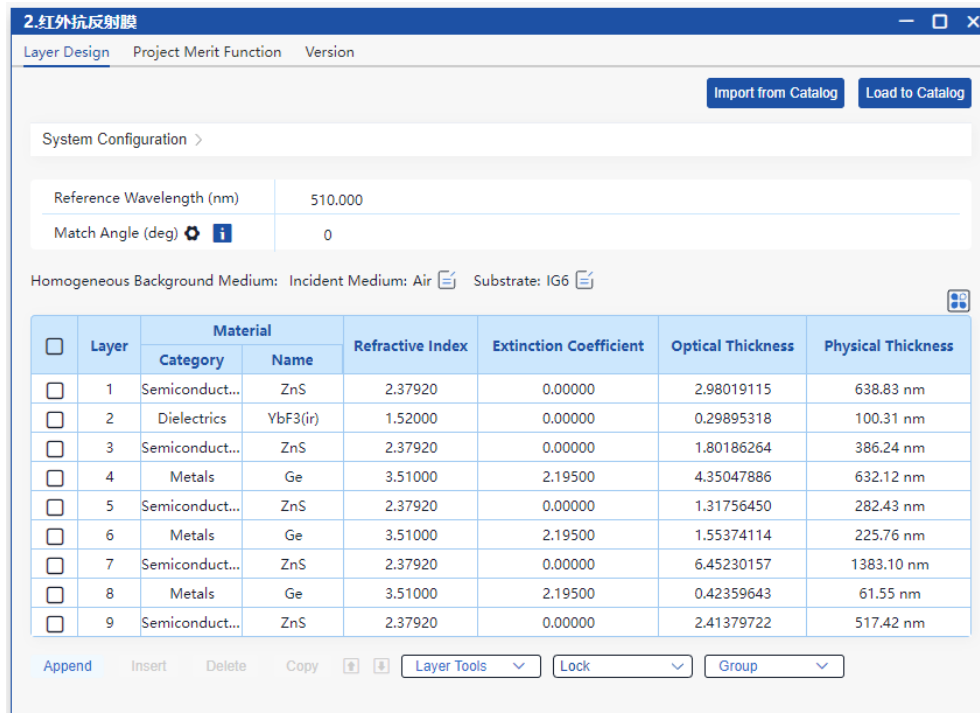 2.红外抗反射膜
Layer Design Project Merit Function Version
Import from Catalog Load to Catalog
System Configuration >
Reference Wavelength (nm) 510.000
Match Angle (deg) i 0
Homogeneous Background Medium: Incident Medium: Air Substrate: IG6
Layer Material Refractive Index Extinction Coefficient Optical Thickness Physical Thickness
Category Name
1 Semiconduct... ZnS 2.37920 0.00000 2.98019115 638.83 nm
2 Dielectrics YbF3(ir) 1.52000 0.00000 0.29895318 100.31 nm
3 Semiconduct... ZnS 2.37920 0.00000 1.80186264 386.24 nm
4 Metals Ge 3.51000 2.19500 4.35047886 632.12 nm
5 Semiconduct... ZnS 2.37920 0.00000 1.31756450 282.43 nm
6 Metals Ge 3.51000 2.19500 1.55374114 225.76 nm
7 Semiconduct... ZnS 2.37920 0.00000 6.45230157 1383.10 nm
8 Metals Ge 3.51000 2.19500 0.42359643 61.55 nm
9 Semiconduct... ZnS 2.37920 0.00000 2.41379722 517.42 nm
Append Insert Delete Copy Layer Tools Lock Group